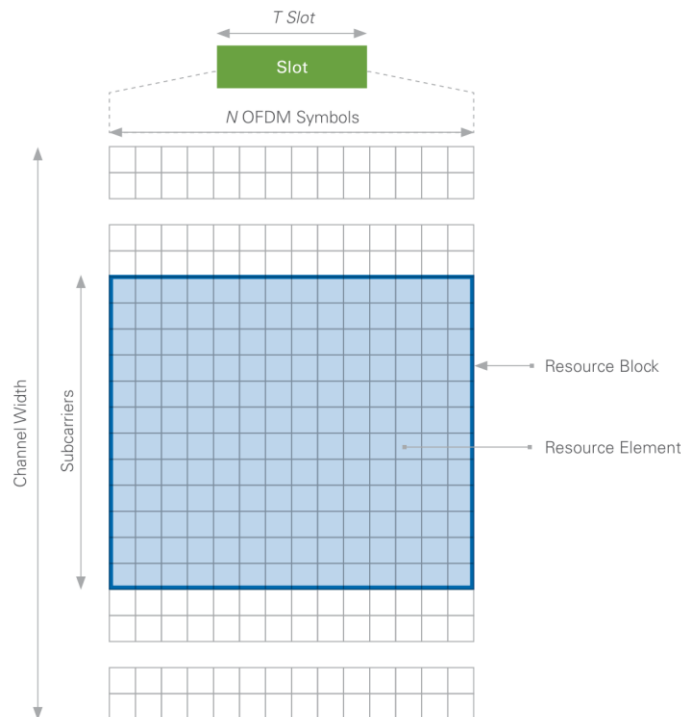 T Slot
Slot
N OFDM Symbols
Channel Width
Subcarriers
Resource Block
Resource Element